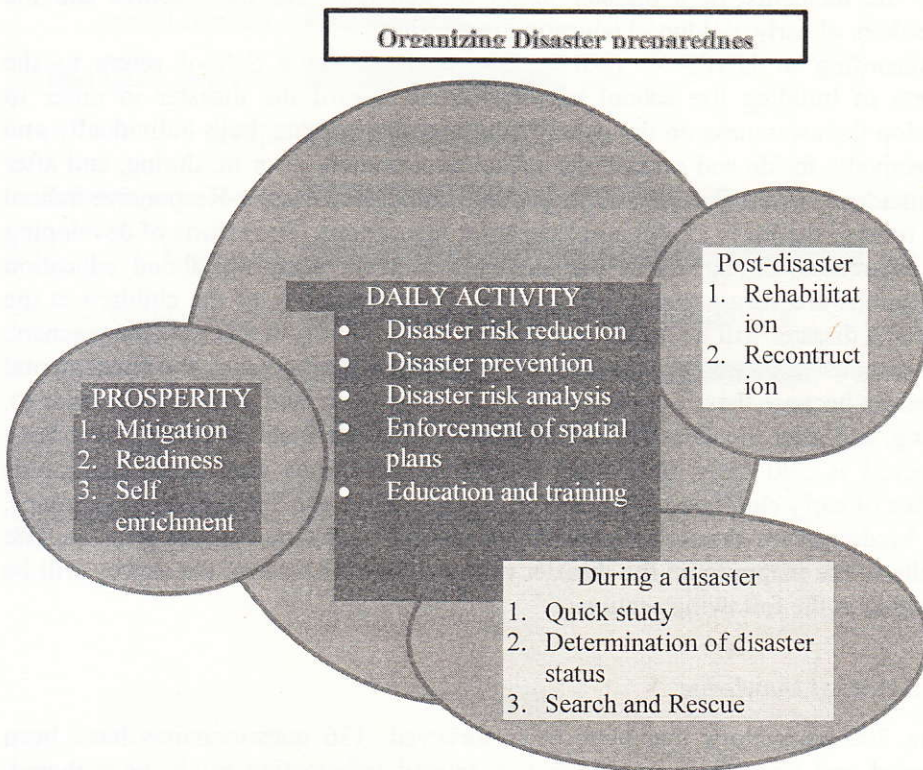 Organizing Disaster prenarednes
DAILY ACTIVITY
• Disaster risk reduction
• Disaster prevention
• Disaster risk analysis
• Enforcement of spatial
plans
• Education and training
PROSPERITY
1. Mitigation
2. Readiness
3. Self
enrichment
Post-disaster
1. Rehabilitat
ion
2. Recontruct
ion
During a disaster
1. Quick study
2. Determination of disaster
status
3. Search and Rescue